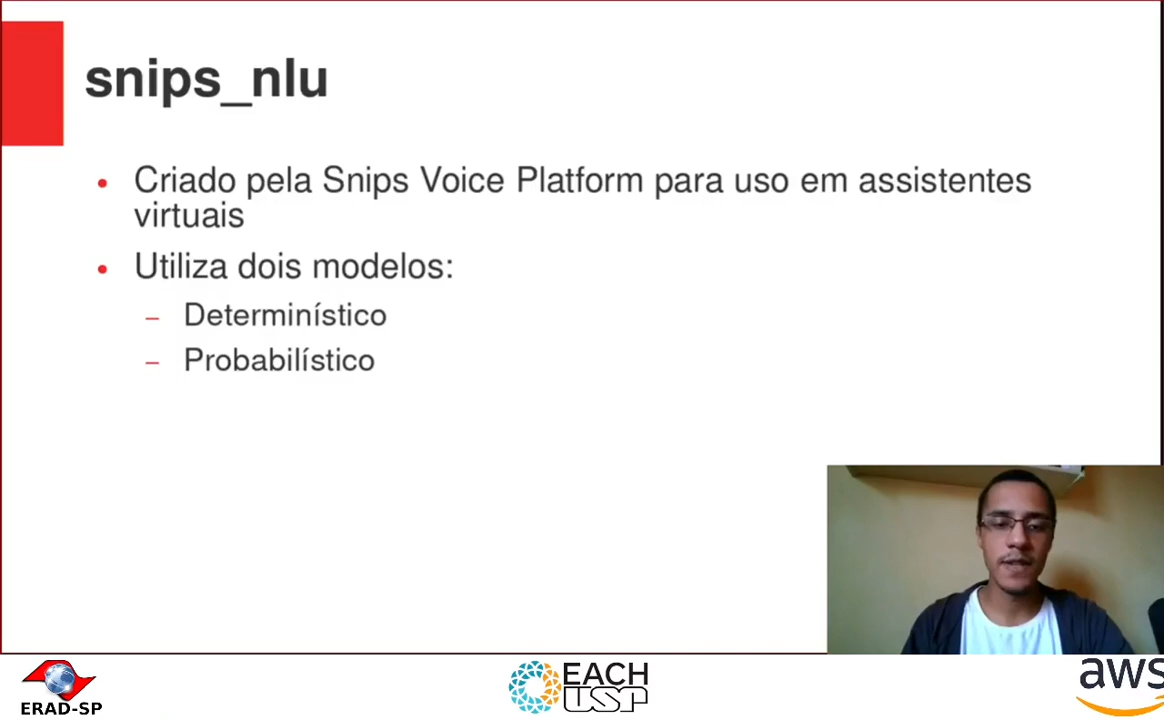 snips_nlu
• Criado pela Snips Voice Platform para uso em assistentes
virtuais
• Utiliza dois modelos:
– Determinístico
– Probabilístico
ERAD-SP
EACH
USP
aws